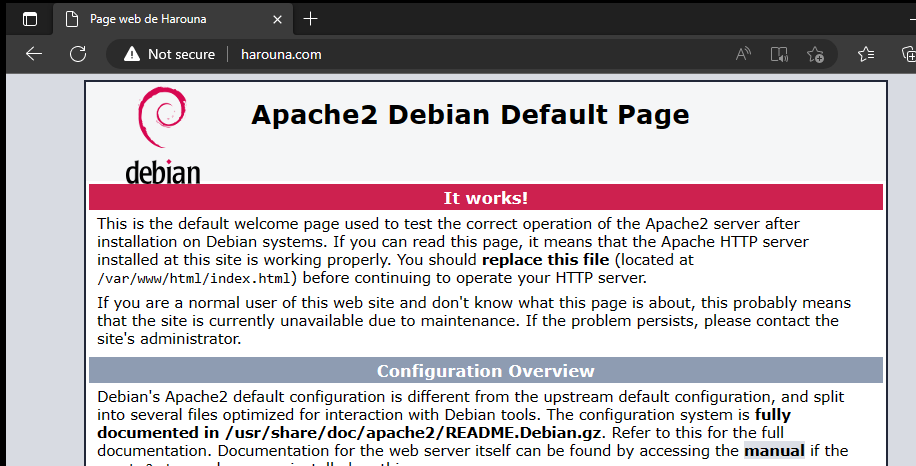 Page web de Harouna
Not secure harouna.com
debian
Apache2 Debian Default Page
It works!
This is the default welcome page used to test the correct operation of the Apache2 server after
installation on Debian systems. If you can read this page, it means that the Apache HTTP server
installed at this site is working properly. You should replace this file (located at
/var/www/html/index.html) before continuing to operate your HTTP server.
If you are a normal user of this web site and don't know what this page is about, this probably means
that the site is currently unavailable due to maintenance. If the problem persists, please contact the
site's administrator.
Configuration Overview
Debian's Apache2 default configuration is different from the upstream default configuration, and split
into several files optimized for interaction with Debian tools. The configuration system is fully
documented in /usr/share/doc/apache2/README.Debian.gz. Refer to this for the full
documentation. Documentation for the web server itself can be found by accessing the manual if the